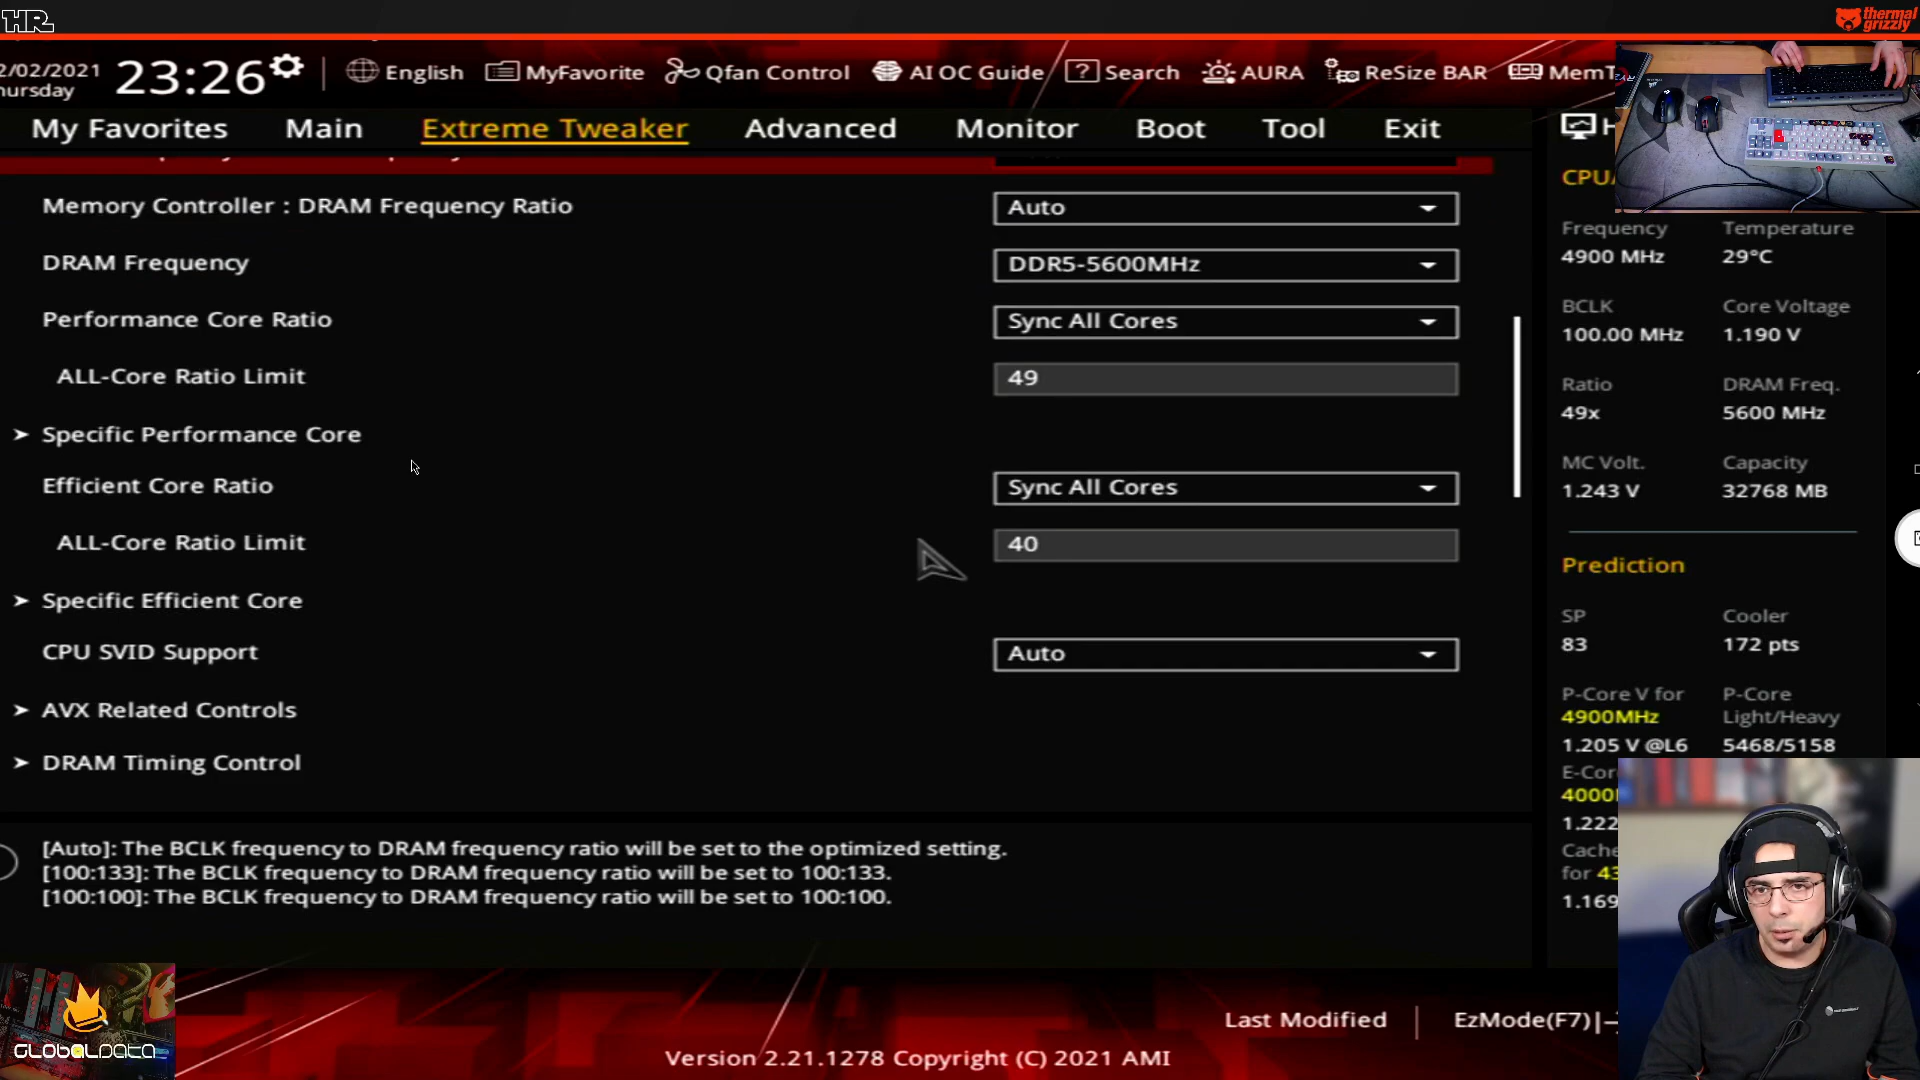 HR
thermal
grizzly
2/02/2021
hursday
23:26
English
MyFavorite
Qfan Control
AI OC Guide
Search
AURA
ReSize BAR
MemT
My Favorites
Main
Extreme Tweaker
Advanced
Monitor
Boot
Tool
Exit
Memory Controller : DRAM Frequency Ratio
Auto
DRAM Frequency
DDR5-5600MHz
Performance Core Ratio
Sync All Cores
ALL-Core Ratio Limit
49
Specific Performance Core
Efficient Core Ratio
Sync All Cores
ALL-Core Ratio Limit
40
Specific Efficient Core
CPU SVID Support
Auto
AVX Related Controls
DRAM Timing Control
[Auto]: The BCLK frequency to DRAM frequency ratio will be set to the optimized setting.
[100:133]: The BCLK frequency to DRAM frequency ratio will be set to 100:133.
[100:100]: The BCLK frequency to DRAM frequency ratio will be set to 100:100.
H
CPU/
Frequency Temperature
4900 MHz 29°C
BCLK Core Voltage
100.00 MHz 1.190 V
Ratio DRAM Freq.
49x 5600 MHz
MC Volt. Capacity
1.243 V 32768 MB
Prediction
SP Cooler
83 172 pts
P-Core V for P-Core
4900MHz Light/Heavy
1.205 V @L6 5468/5158
E-Cor
4000
1.222
Cache
for 43
1.169
GLOBALDATA
Last Modified
EzMode(F7)
Version 2.21.1278 Copyright (C) 2021 AMI